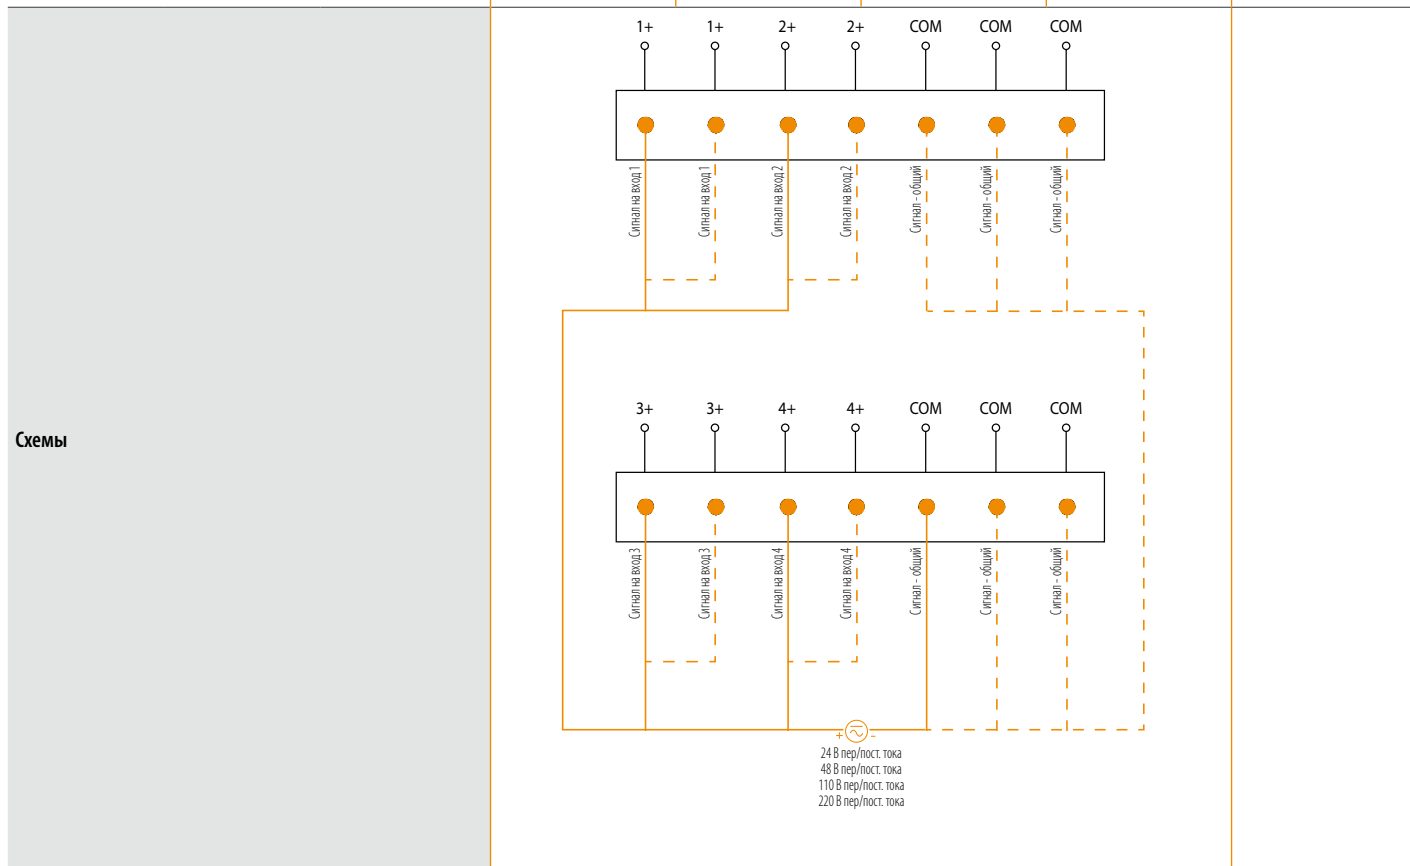 1+ 1+ 2+ 2+ COM COM COM
Сигнал на вход 1
Сигнал на вход 1
Сигнал на вход 2
Сигнал на вход 2
Сигнал – общий
Сигнал – общий
Сигнал – общий
Схемы
3+ 3+ 4+ 4+ COM COM COM
Сигнал на вход 3
Сигнал на вход 3
Сигнал на вход 4
Сигнал на вход 4
Сигнал – общий
Сигнал – общий
Сигнал – общий
+ -
24 В пер/пост. тока
48 В пер/пост. тока
110 В пер/пост. тока
220 В пер/пост. тока